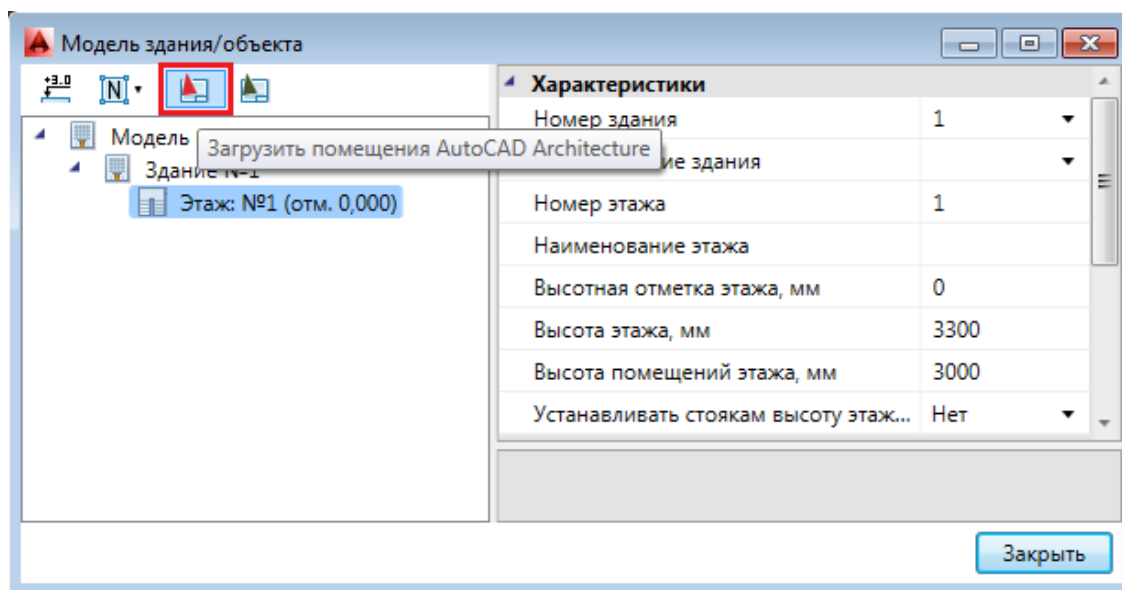 Модель здания/объекта
+3.0
N
Загрузить помещения AutoCAD Architecture
Модель
Здание №1
Этаж: №1 (отм. 0,000)
Характеристики
Номер здания 1
ие здания
Номер этажа 1
Наименование этажа
Высотная отметка этажа, мм 0
Высота этажа, мм 3300
Высота помещений этажа, мм 3000
Устанавливать стоякам высоту этаж... Нет
Закрыть